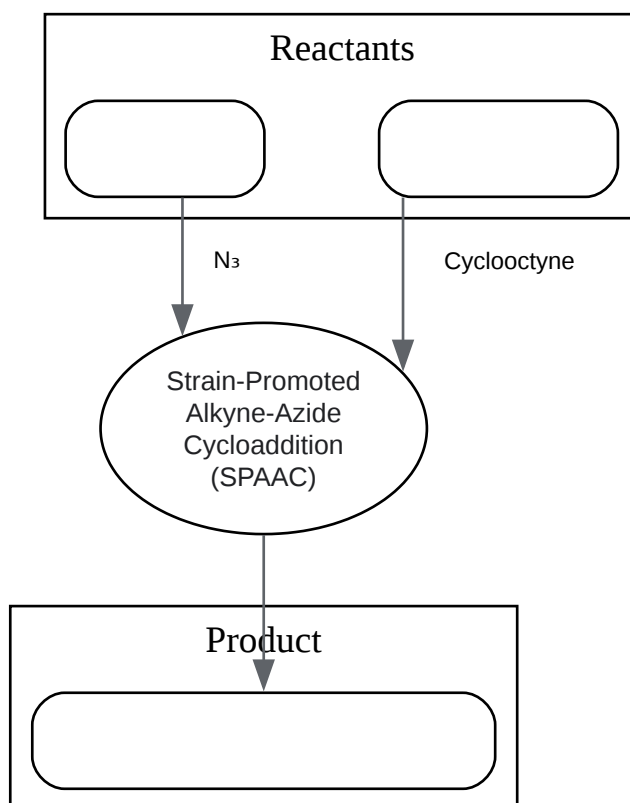 Reactants
N₃
Cyclooctyne
Strain-Promoted
Alkyne-Azide
Cycloaddition
(SPAAC)
Product